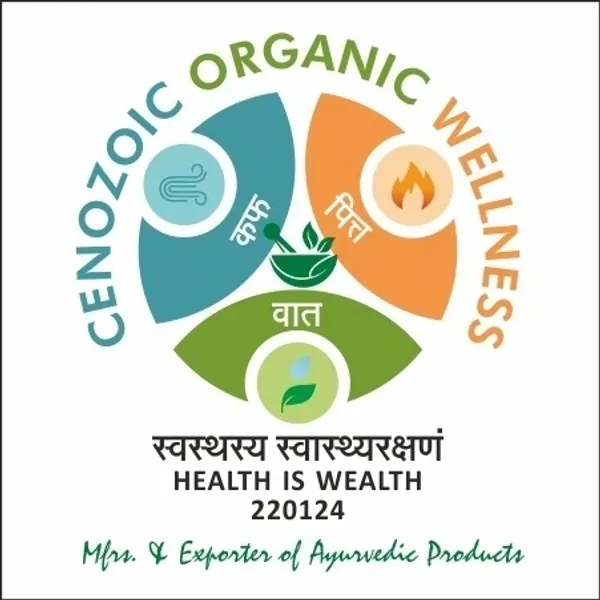 CENOZOIC ORGANIC WELLNESS
कफ
पित्त
वात
स्वस्थस्य स्वास्थ्यरक्षणं
HEALTH IS WEALTH
220124
Mfrs. & Exporter of Ayurvedic Products